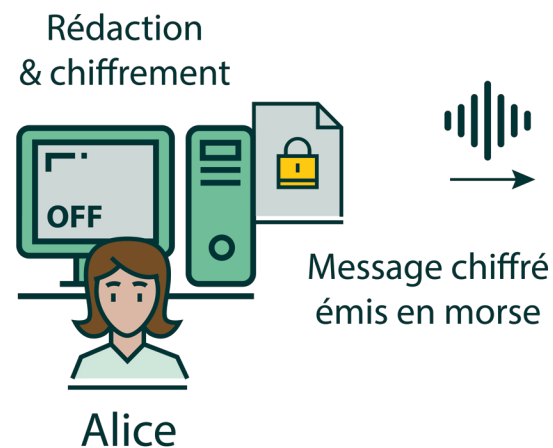 Rédaction
& chiffrement
OFF
Message chiffré
émis en morse
Alice